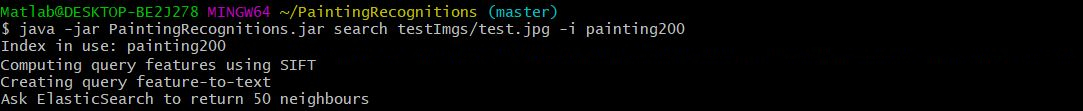 Matlab@DESKTOP-BE2J278 MINGW64 ~/PaintingRecognitions (master)
$ java -jar PaintingRecognitions.jar search testImgs/test.jpg -i painting200
Index in use: painting200
Computing query features using SIFT
Creating query feature-to-text
Ask ElasticSearch to return 50 neighbours